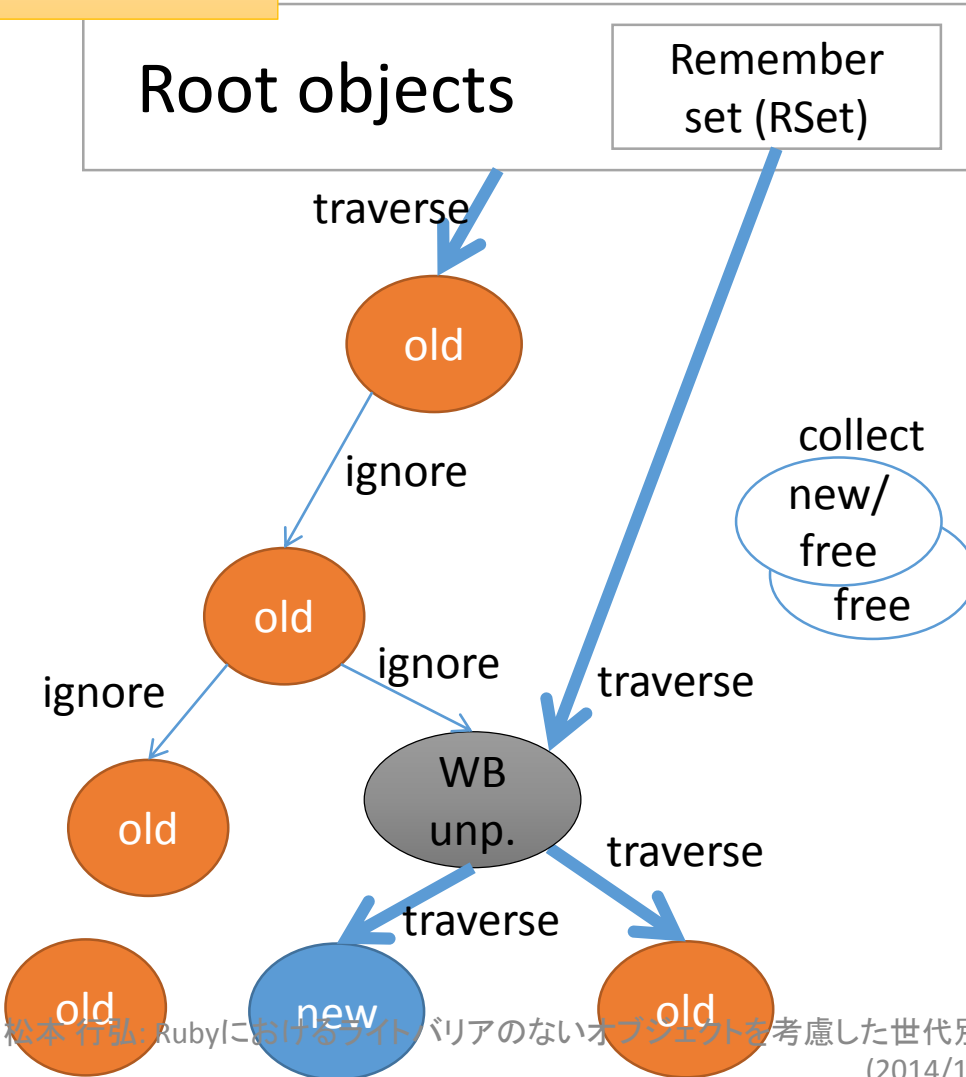 Root objects
Remember
set (RSet)
traverse
old
ignore
collect
new/
free
free
old
ignore
ignore
traverse
old
WB
unp.
traverse
traverse
old
new
old
松本 行弘: Rubyにおけるライトバリアのないオブジェクトを考慮した世代別
(2014/1